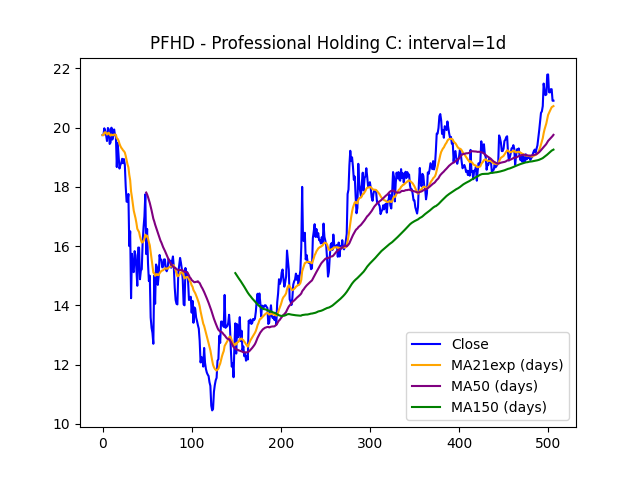 PFHD - Professional Holding C: interval=1d
22
20
18
16
14
12
10
0
100
200
300
400
500
Close
MA21exp (days)
MA50 (days)
MA150 (days)